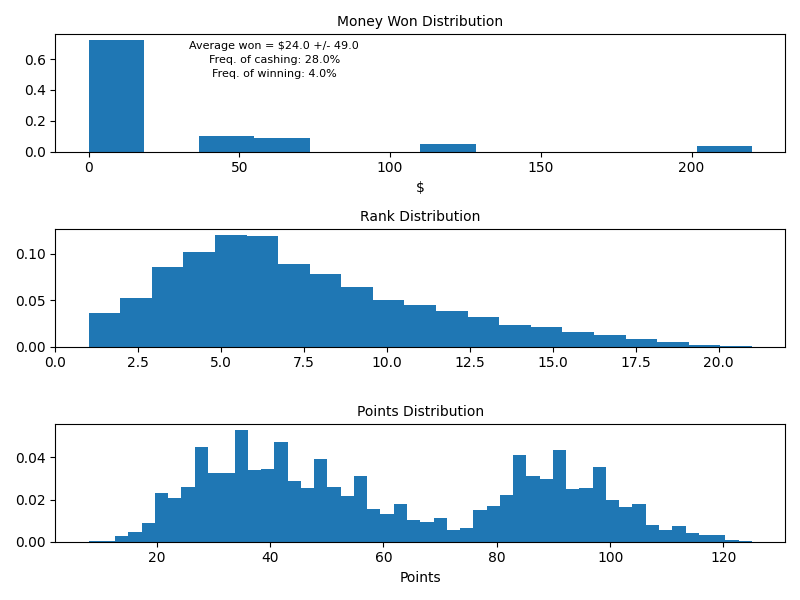 Money Won Distribution
Average won = $24.0 +/- 49.0
Freq. of cashing: 28.0%
Freq. of winning: 4.0%
0.6
0.4
0.2
0.0
0 50 100 150 200
$
Rank Distribution
0.10
0.05
0.00
0.0 2.5 5.0 7.5 10.0 12.5 15.0 17.5 20.0
Points Distribution
0.04
0.02
0.00
20 40 60 80 100 120
Points